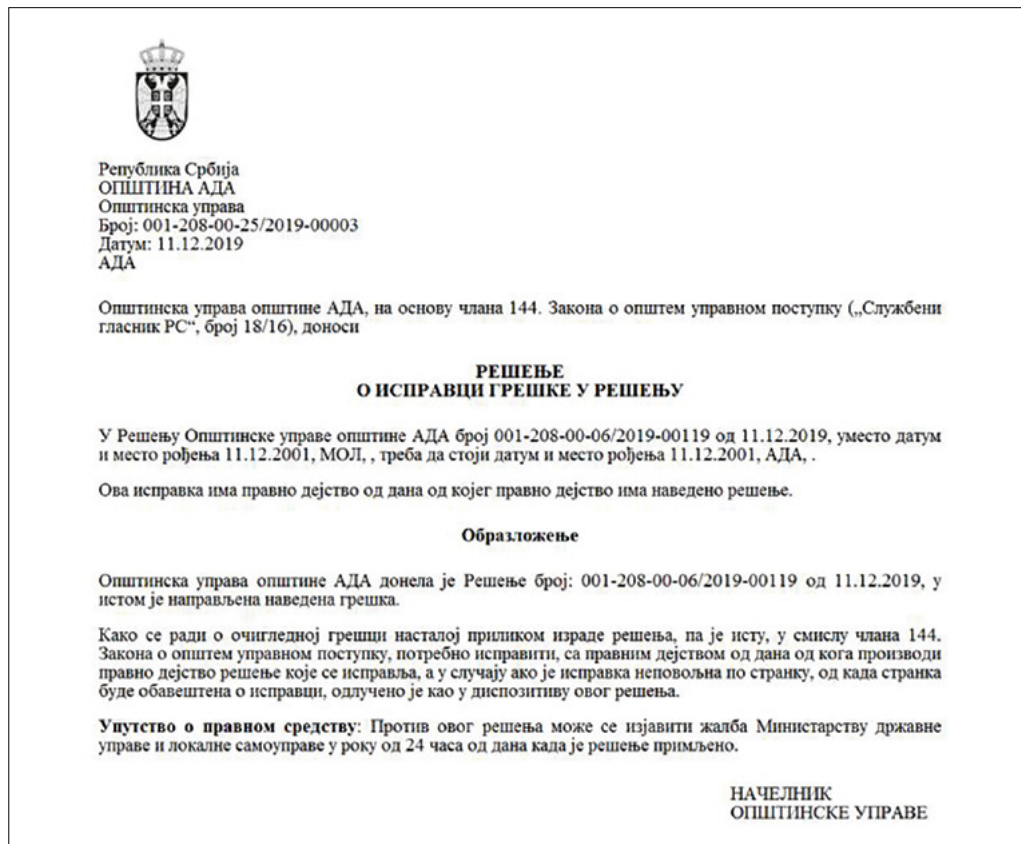 Република Србија
ОПШТИНА АДА
Општинска управа
Број: 001-208-00-25/2019-00003
Датум: 11.12.2019
АДА
Општинска управа општине АДА, на основу члана 144. Закона о општем управном поступку („Службени
гласник РС“, број 18/16), доноси
РЕШЕЊЕ
О ИСПРАВЦИ ГРЕШКЕ У РЕШЕЊУ
У Решењу Општинске управе општине АДА број 001-208-00-06/2019-00119 од 11.12.2019, уместо датум
и место рођења 11.12.2001, МОЛ, , треба да стоји датум и место рођења 11.12.2001, АДА, .
Ова исправка има правно дејство од дана од којег правно дејство има наведено решење.
Образложење
Општинска управа општине АДА донела је Решење број: 001-208-00-06/2019-00119 од 11.12.2019, у
истом је направљена наведена грешка.
Како се ради о очигледној грешци насталој приликом израде решења, па је исту, у смислу члана 144.
Закона о општем управном поступку, потребно исправити, са правним дејством од дана од кога производи
правно дејство решење које се исправља, а у случају ако је исправка неповољна по странку, од када странка
буде обавештена о исправци, одлучено је као у диспозитиву овог решења.
Упутство о правном средству: Против овог решења може се изјавити жалба Министарству државне
управе и локалне самоуправе у року од 24 часа од дана када је решење примљено.
НАЧЕЛНИК
ОПШТИНСКЕ УПРАВЕ